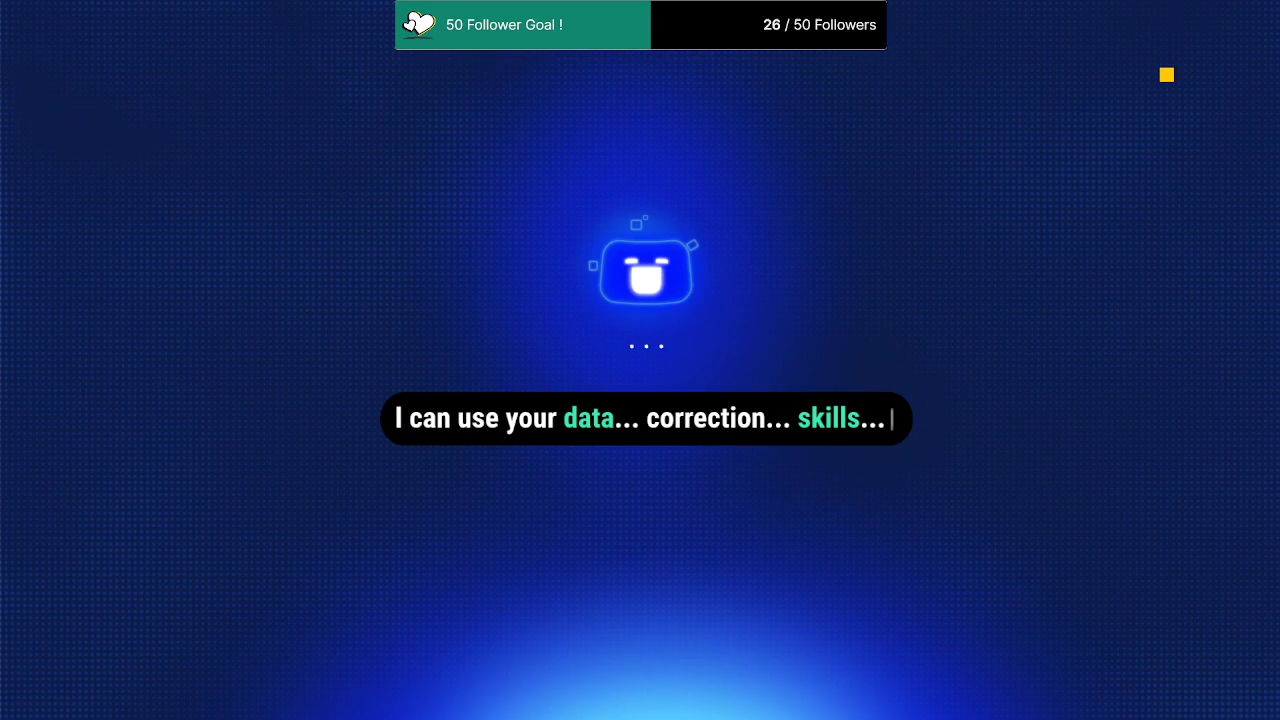 50 Follower Goal !
26 / 50 Followers
...
I can use your data... correction... skills...